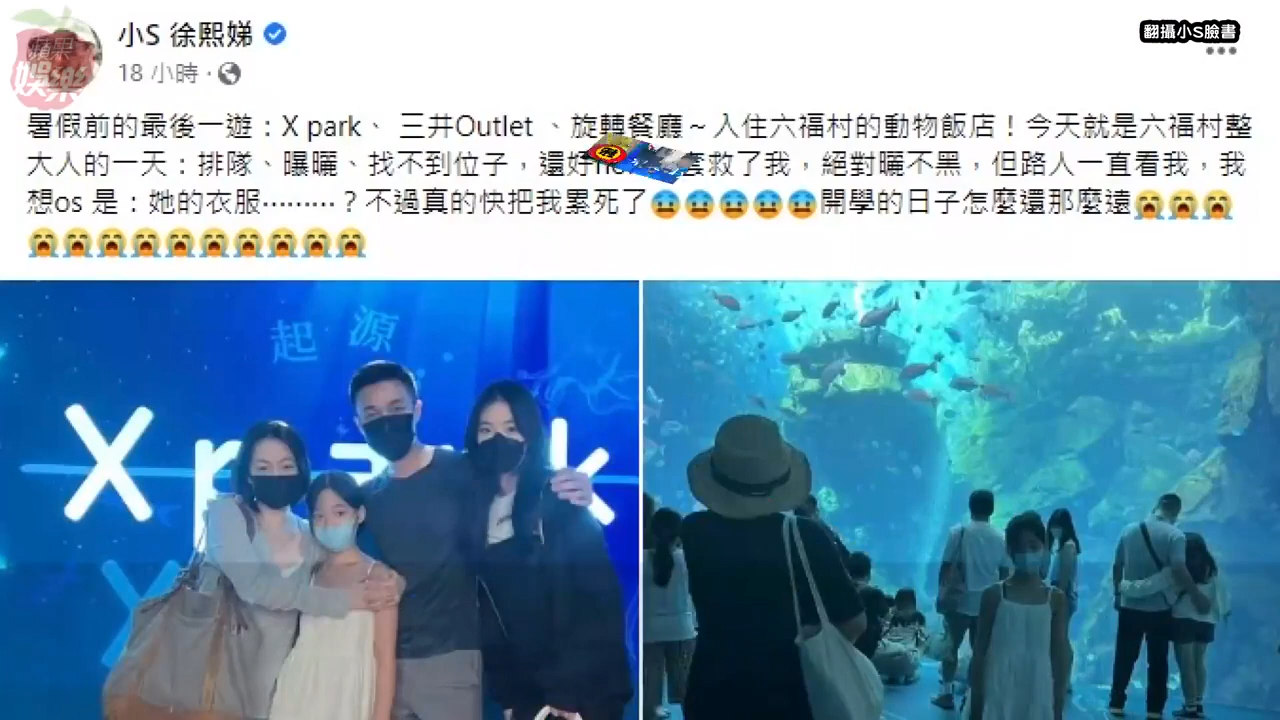 小S 徐熙娣
翻攝小S臉書
蘋果
娛樂
18 小時
暑假前的最後一遊：X park、 三井Outlet 、旋轉餐廳～入住六福村的動物飯店！今天就是六福村整
大人的一天：排隊、曝曬、找不到位子，還好 套救了我，絕對曬不黑，但路人一直看我，我
想os 是：她的衣服⋯⋯⋯？不過真的快把我累死了😰😰😰😰😰開學的日子怎麼還那麼遠😭😭😭
😭😭😭😭😭😭😭😭😭😭
起源
X park